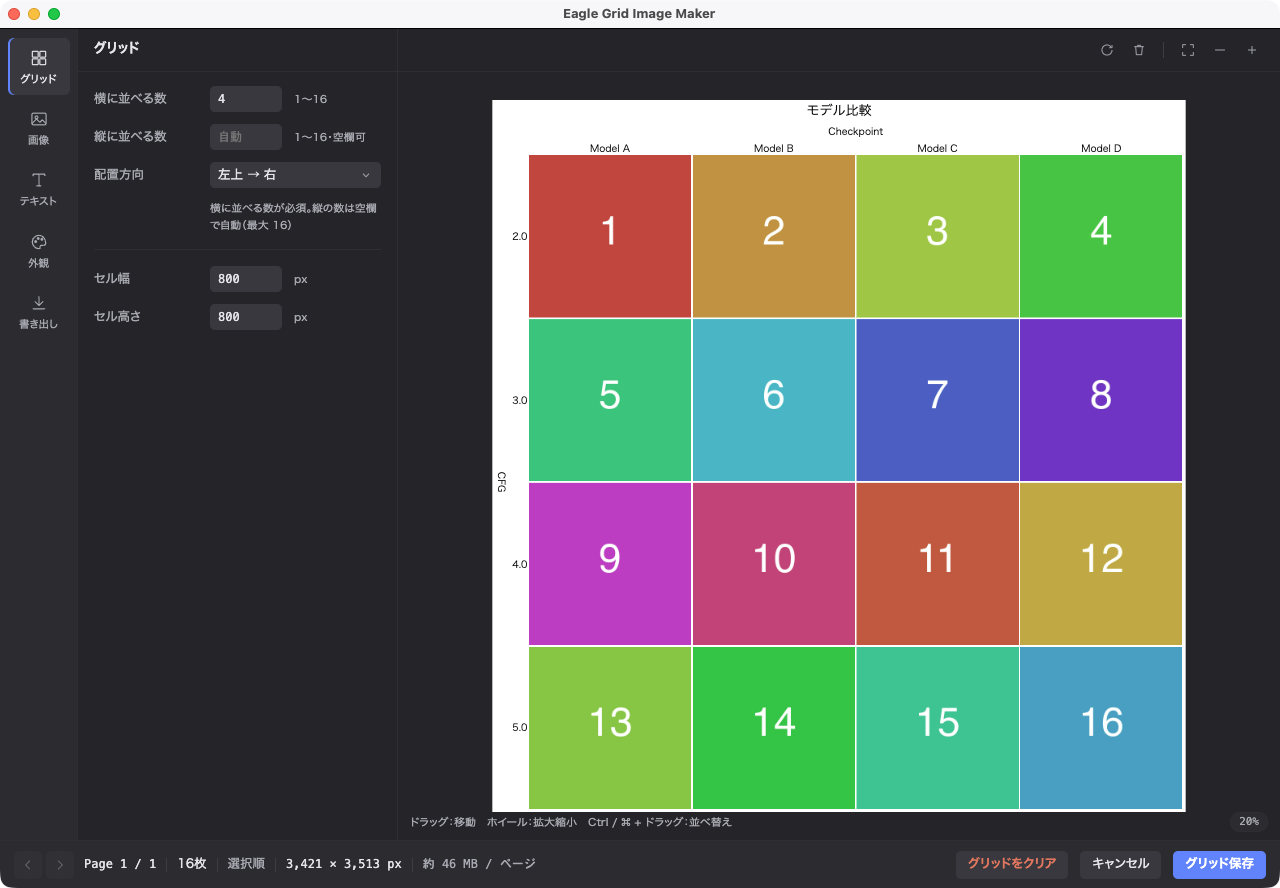 Eagle Grid Image Maker
グリッド
画像
テキスト
外観
書き出し
グリッド
横に並べる数 4 1〜16
縦に並べる数 自動 1〜16・空欄可
配置方向 左上 → 右
横に並べる数が必須。縦の数は空欄
で自動（最大 16）
セル幅 800 px
セル高さ 800 px
モデル比較
Checkpoint
Model A Model B Model C Model D
2.0 1 2 3 4
3.0 5 6 7 8
CFG
4.0 9 10 11 12
5.0 13 14 15 16
ドラッグ：移動 ホイール：拡大縮小 Ctrl / ⌘ + ドラッグ：並べ替え
20%
Page 1 / 1 16枚 選択順 3,421 × 3,513 px 約 46 MB / ページ
グリッドをクリア キャンセル グリッド保存